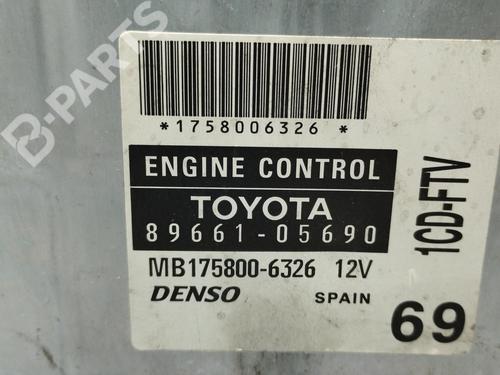 B-PARTS
*1758006326*
ENGINE CONTROL
TOYOTA
89661-05690
MB175800-6326 12V
DENSO SPAIN
1CD-FTV
69